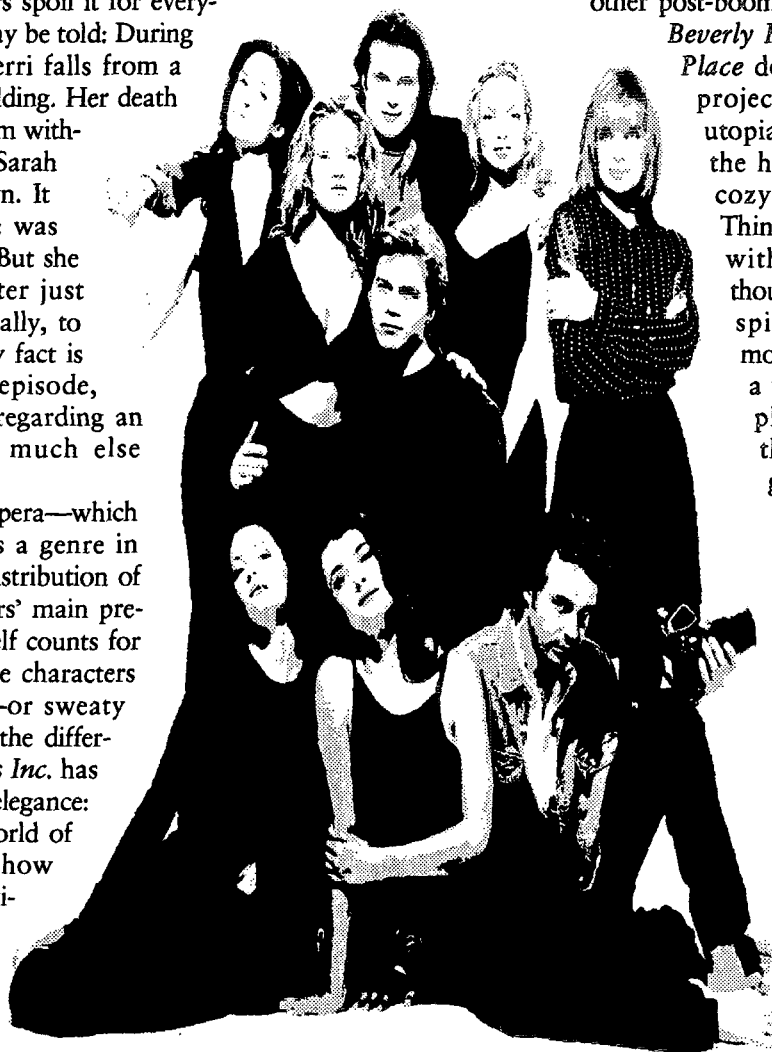 rs spoil it for every-
ay be told: During
erri falls from a
lding. Her death
m with-
Sarah
n. It
was
But she
ter just
ally, to
y fact is
episode,
regarding an
much else
pera—which
s a genre in
stribution of
rs' main pre-
elf counts for
e characters
—or sweaty
the differ-
s Inc. has
elegance:
orld of
how
i-
other post-boom
Beverly
Place de
projec
utopia
the h
cozy
Thin
with
thou
spi
mo
a
pl
th
g